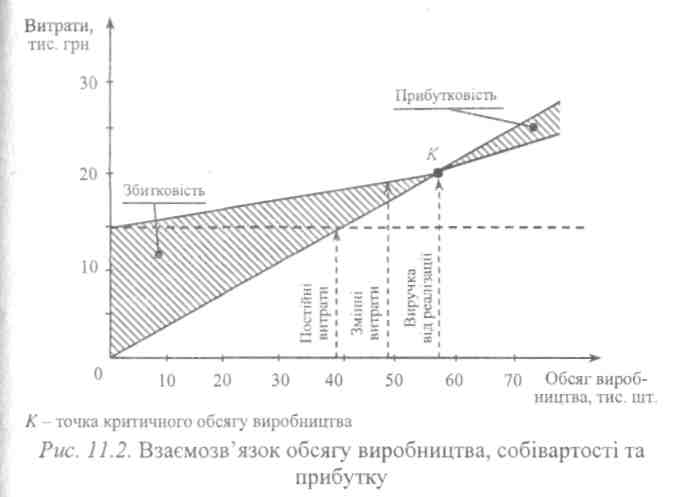 Витрати,
тис. грн
30
Прибутковість
К
20
Збитковість
10
Постійні
витрати
Змінні
витрати
Виручка
від реалізації
0
10
20
30
40
50
60
70
Обсяг вироб-
ництва, тис. шт.
К – точка критичного обсягу виробництва
Рис. 11.2. Взаємозв’язок обсягу виробництва, собівартості та
прибутку